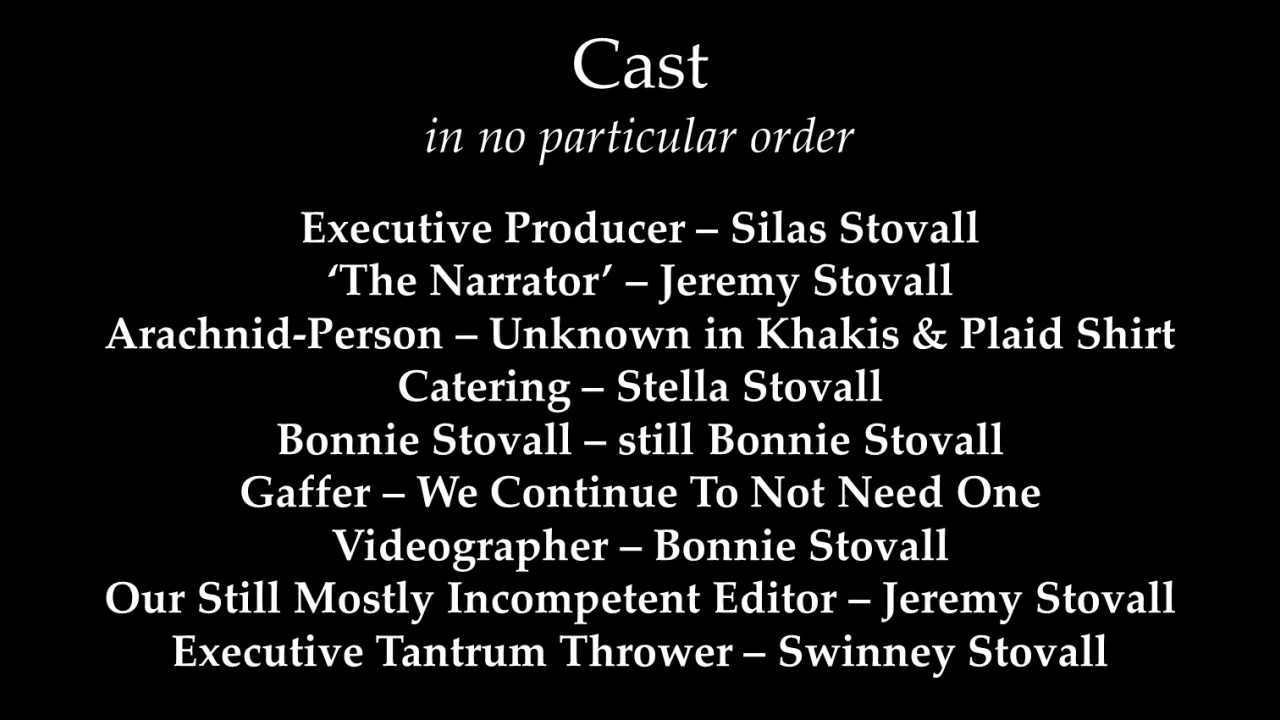 Cast
in no particular order
Executive Producer – Silas Stovall
‘The Narrator’ – Jeremy Stovall
Arachnid-Person – Unknown in Khakis & Plaid Shirt
Catering – Stella Stovall
Bonnie Stovall – still Bonnie Stovall
Gaffer – We Continue To Not Need One
Videographer – Bonnie Stovall
Our Still Mostly Incompetent Editor – Jeremy Stovall
Executive Tantrum Thrower – Swinney Stovall